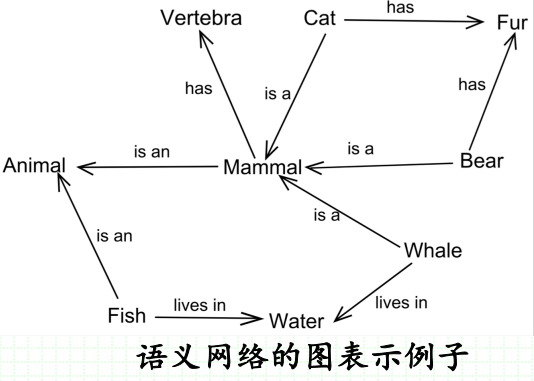 Vertebra
Cat
has
Fur
has
is a
has
Animal
is an
Mammal
is a
Bear
is an
is a
Whale
Fish
lives in
Water
lives in
语义网络的图表示例子